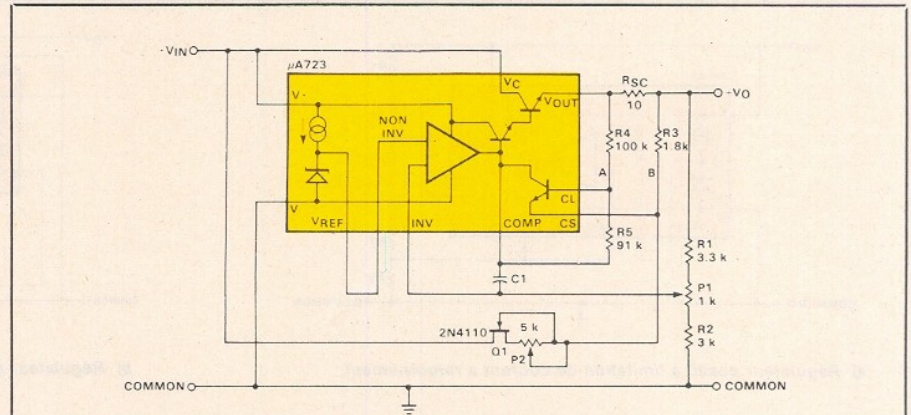 -VIN
µA723
VC
RSC
10
-VO
V-
VOUT
NON
INV
R4
100 k
R3
1.8k
A
B
CL
V
VREF
INV
COMP
CS
R5
91 k
R1
3.3 k
C1
P1
1 k
2N4110
5 k
Q1
P2
R2
3 k
COMMON
COMMON